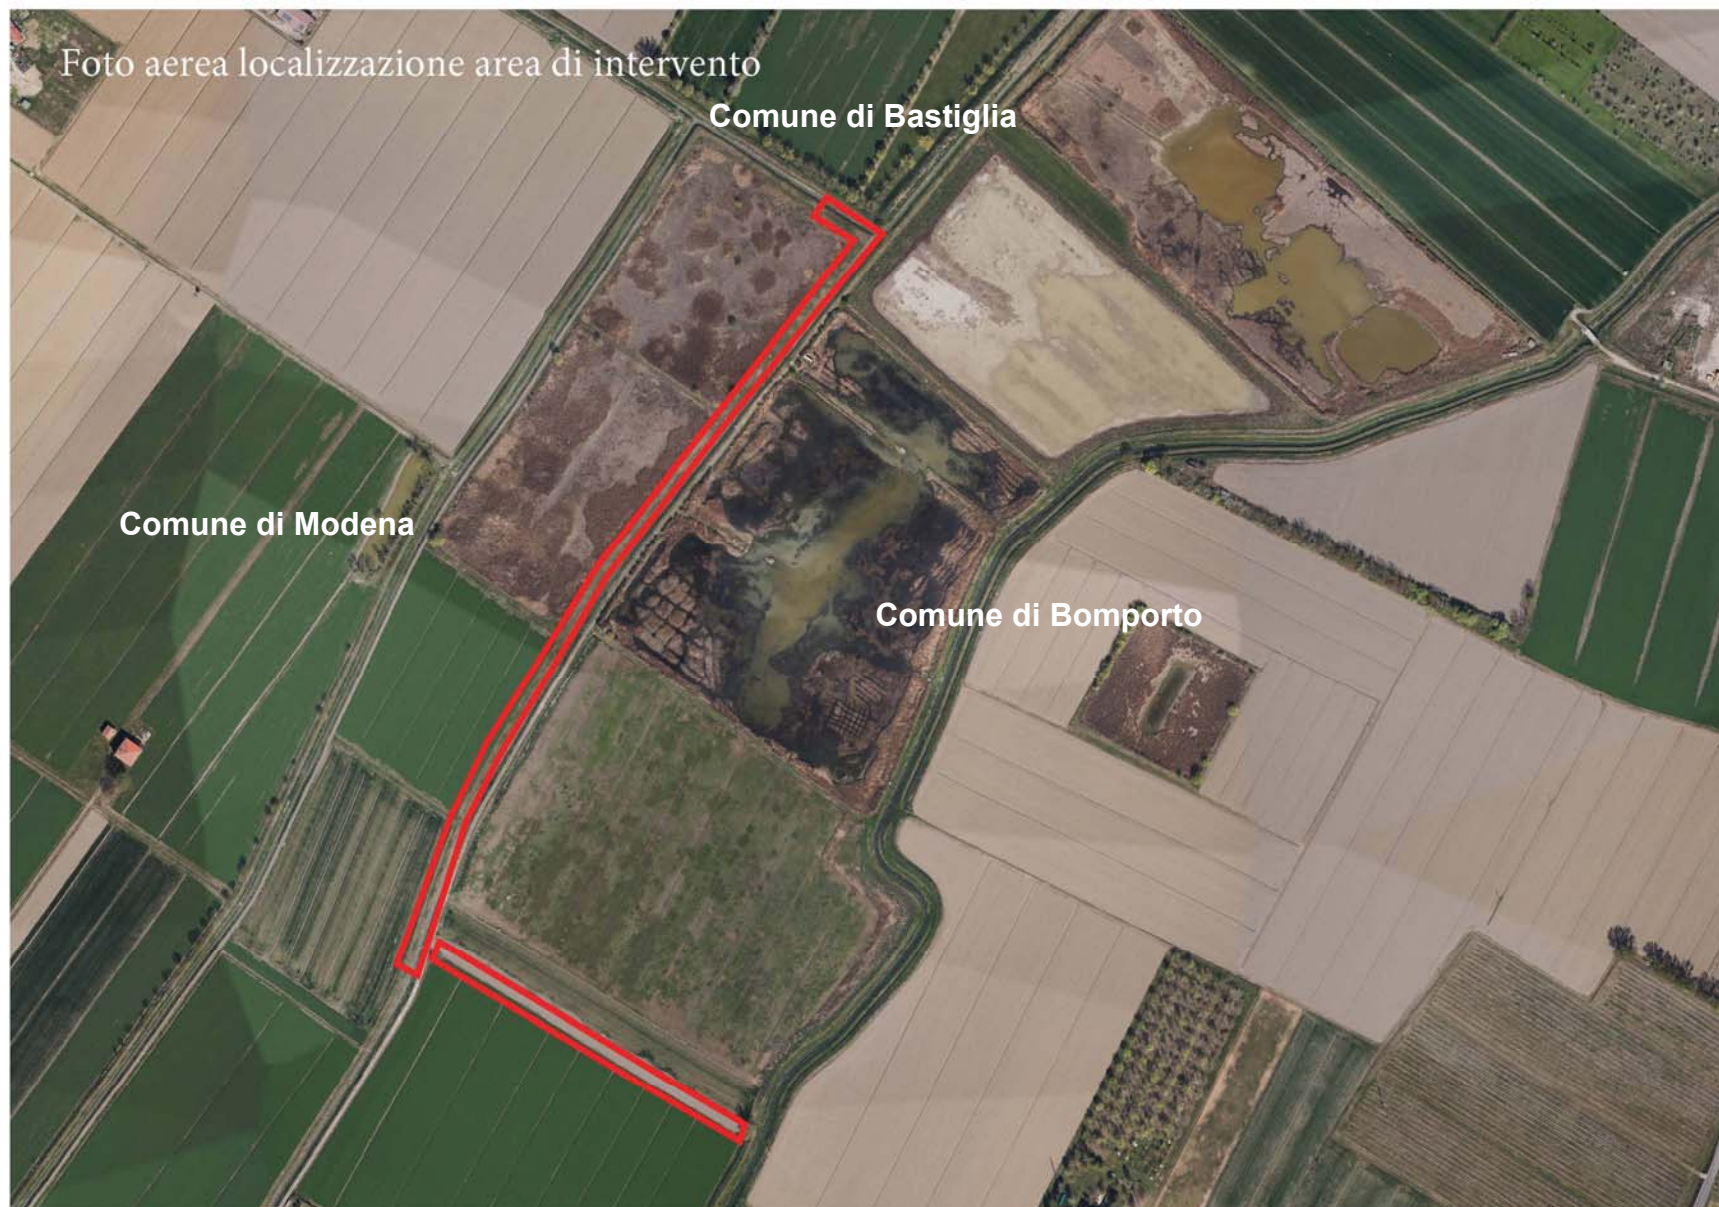 Foto aerea localizzazione area di intervento
Comune di Bastiglia
Comune di Modena
Comune di Bomporto